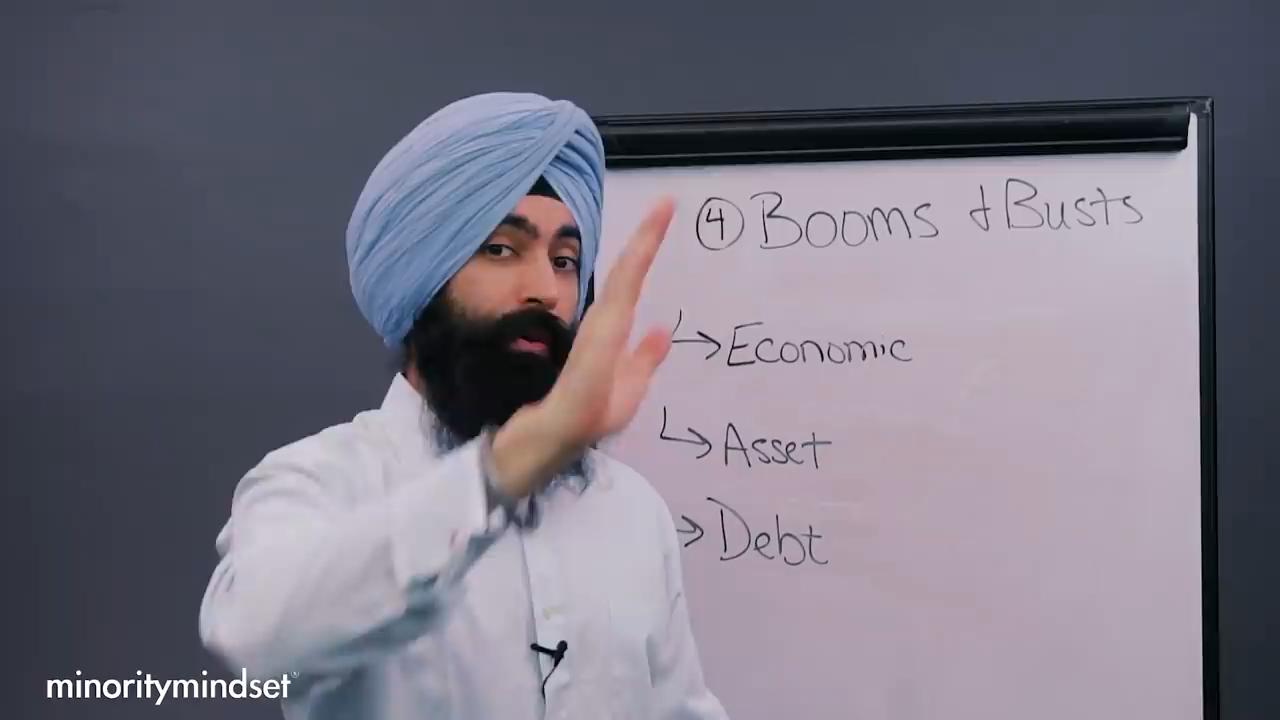 ④ Booms & Busts
→ Economic
→ Asset
→ Debt
minoritymindset